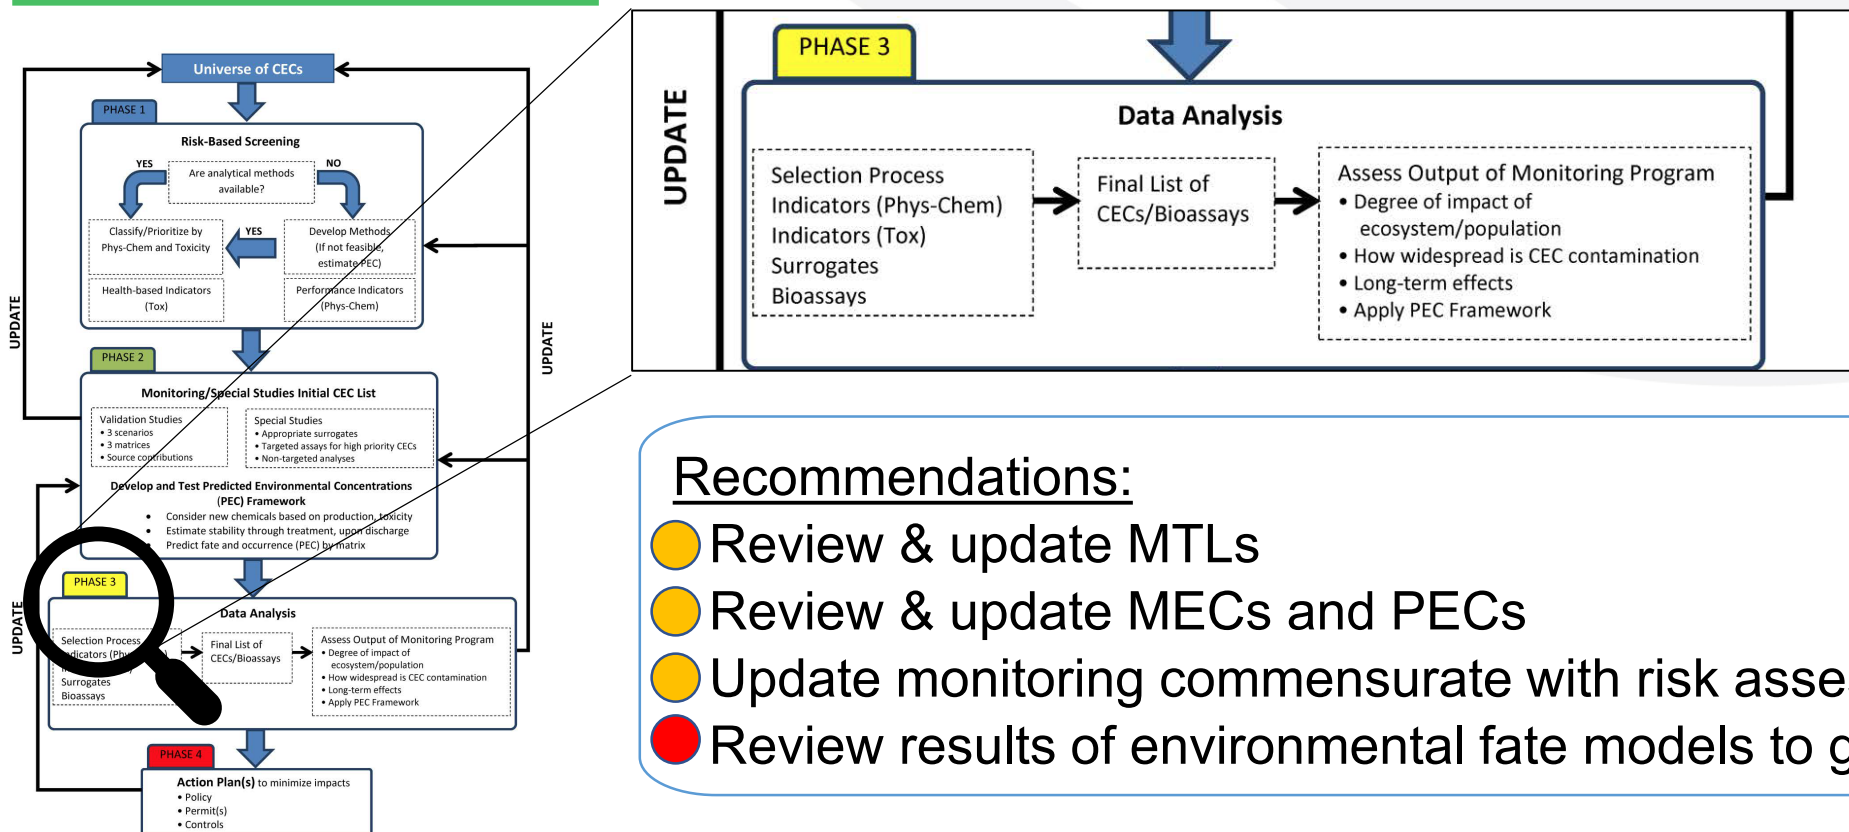 Universe of CECs
PHASE 1
Risk-Based Screening
YES
Are analytical methods
available?
NO
Classify/Prioritize by
Phys-Chem and Toxicity
YES
Develop Methods
(If not feasible,
estimate PEC)
Health-based Indicators
(Tox)
Performance Indicators
(Phys-Chem)
UPDATE
UPDATE
PHASE 2
Monitoring/Special Studies Initial CEC List
Validation Studies
• 3 scenarios
• 3 matrices
• Source contributions
Special Studies
• Appropriate surrogates
• Targeted assays for high priority CECs
• Non-targeted analyses
Develop and Test Predicted Environmental Concentrations
(PEC) Framework
• Consider new chemicals based on production, toxicity
• Estimate stability through treatment, upon discharge
Predict fate and occurrence (PEC) by matrix
UPDATE
PHASE 3
Data Analysis
Selection Process
Indicators
Surrogates
Bioassays
Final List of
CECs/Bioassays
Assess Output of Monitoring Program
• Degree of impact of
ecosystem/population
• How widespread is CEC contamination
• Long-term effects
• Apply PEC Framework
PHASE 4
Action Plan(s) to minimize impacts
• Policy
• Permit(s)
• Controls
UPDATE
PHASE 3
Data Analysis
Selection Process
Indicators (Phys-Chem)
Indicators (Tox)
Surrogates
Bioassays
Final List of
CECs/Bioassays
Assess Output of Monitoring Program
• Degree of impact of
ecosystem/population
• How widespread is CEC contamination
• Long-term effects
• Apply PEC Framework
Recommendations:
Review & update MTLs
Review & update MECs and PECs
Update monitoring commensurate with risk
Review results of environmental fate models to